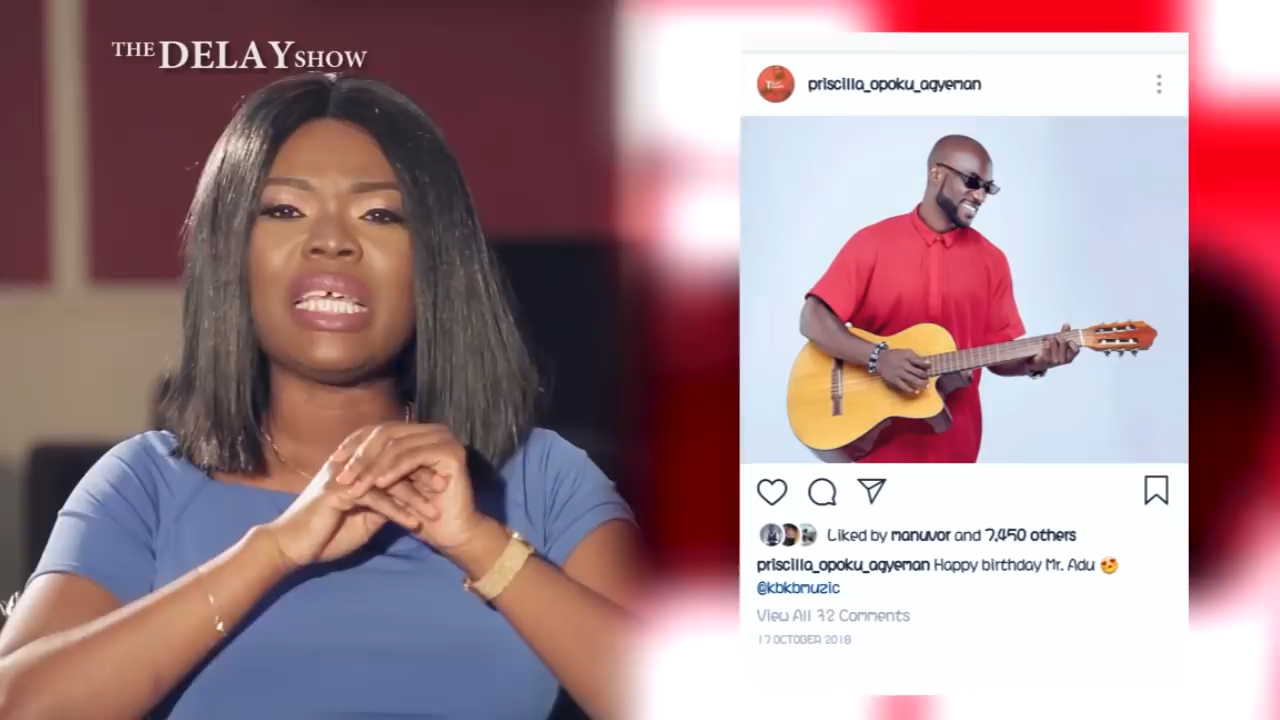 THE DELAY SHOW
priscilla_opoku_agyeman
Liked by manuvor and 7,450 others
priscilla_opoku_agyeman Happy birthday Mr. Adu 😍
@kbkbmuzic
View All 32 Comments
17 OCTOBER 2018